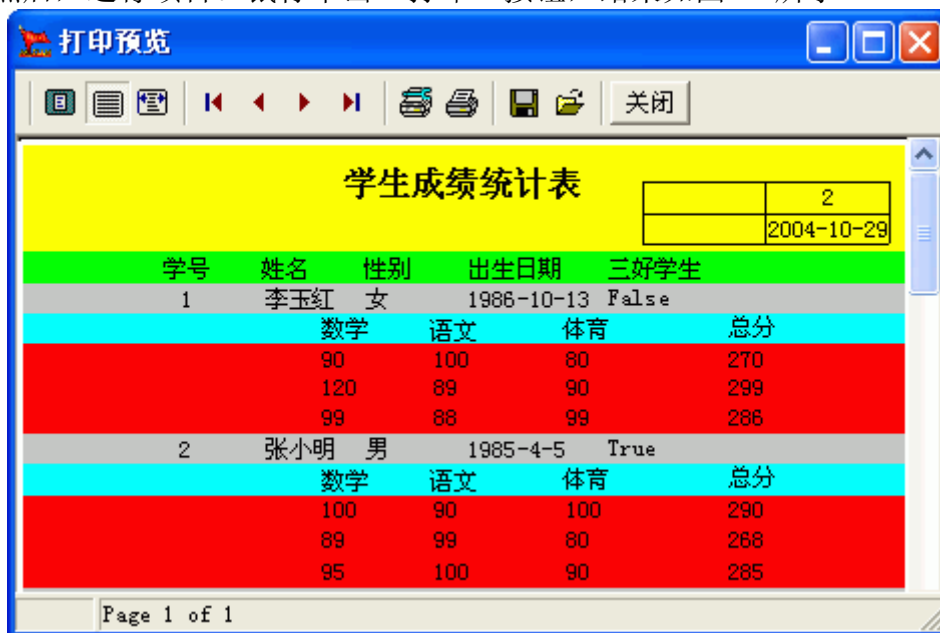 打印预览
关闭
学生成绩统计表
2
2004-10-29
学号 姓名 性别 出生日期 三好学生
1 李玉红 女 1986-10-13 False
数学 语文 体育 总分
90 100 80 270
120 89 90 299
99 88 99 286
2 张小明 男 1985-4-5 True
数学 语文 体育 总分
100 90 100 290
89 99 80 268
95 100 90 285
Page 1 of 1